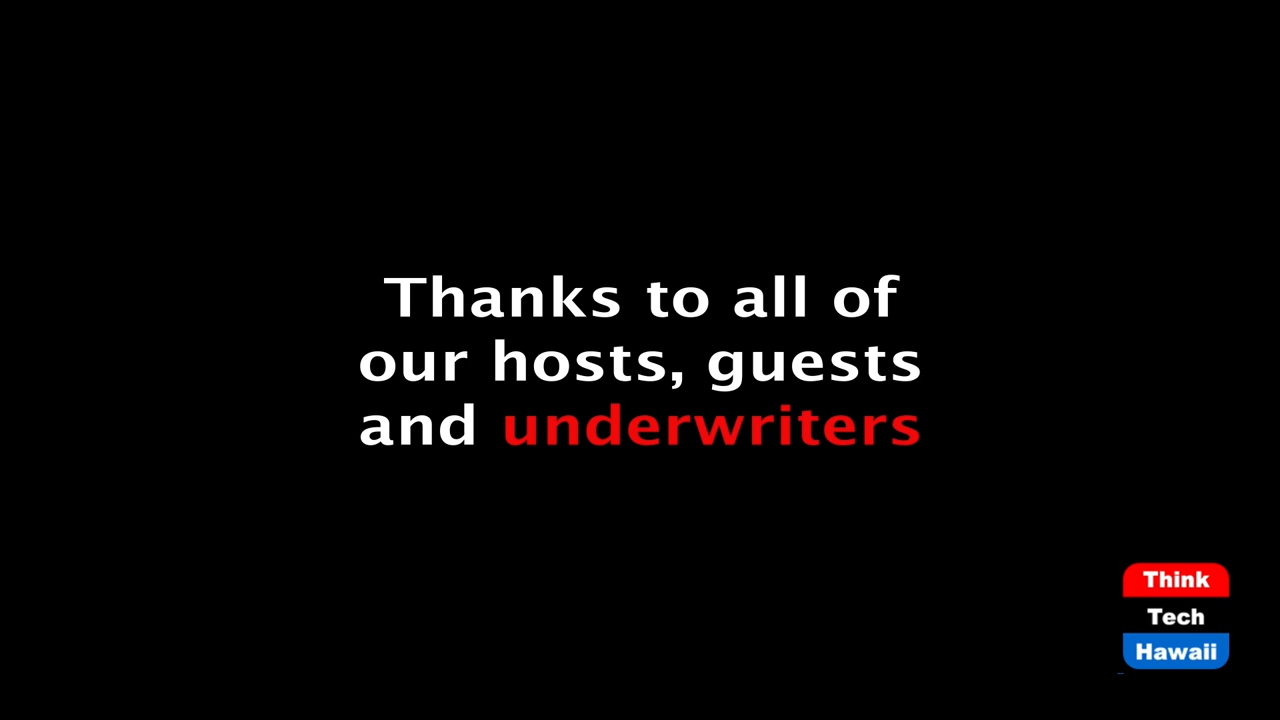 Thanks to all of
our hosts, guests
and underwriters
Think
Tech
Hawaii